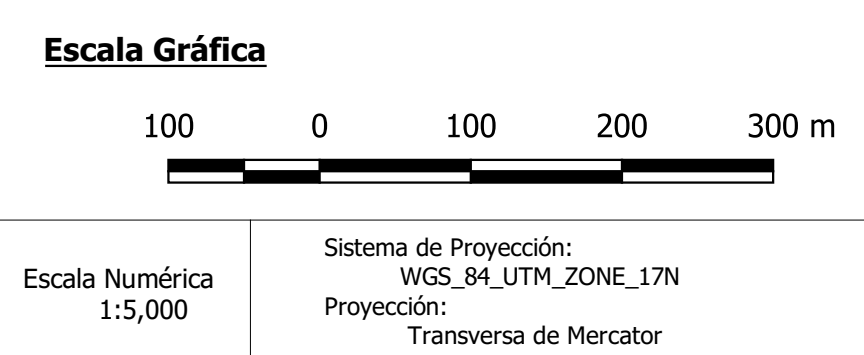 Escala Gráfica
100 0 100 200 300 m
Escala Numérica
1:5,000
Sistema de Proyección:
WGS_84_UTM_ZONE_17N
Proyección:
Transversa de Mercator